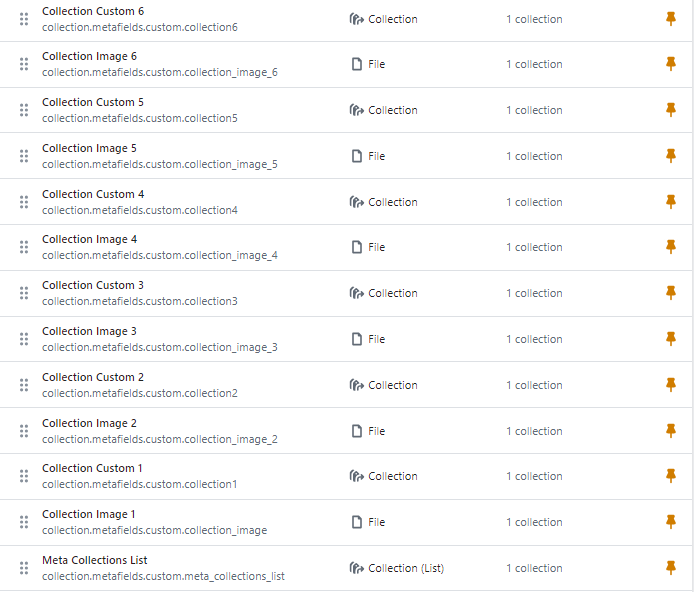 Collection Custom 6
collection.metafields.custom.collection6
Collection
1 collection
Collection Image 6
collection.metafields.custom.collection_image_6
File
1 collection
Collection Custom 5
collection.metafields.custom.collection5
Collection
1 collection
Collection Image 5
collection.metafields.custom.collection_image_5
File
1 collection
Collection Custom 4
collection.metafields.custom.collection4
Collection
1 collection
Collection Image 4
collection.metafields.custom.collection_image_4
File
1 collection
Collection Custom 3
collection.metafields.custom.collection3
Collection
1 collection
Collection Image 3
collection.metafields.custom.collection_image_3
File
1 collection
Collection Custom 2
collection.metafields.custom.collection2
Collection
1 collection
Collection Image 2
collection.metafields.custom.collection_image_2
File
1 collection
Collection Custom 1
collection.metafields.custom.collection1
Collection
1 collection
Collection Image 1
collection.metafields.custom.collection_image
File
1 collection
Meta Collections List
collection.metafields.custom.meta_collections_list
Collection (List)
1 collection